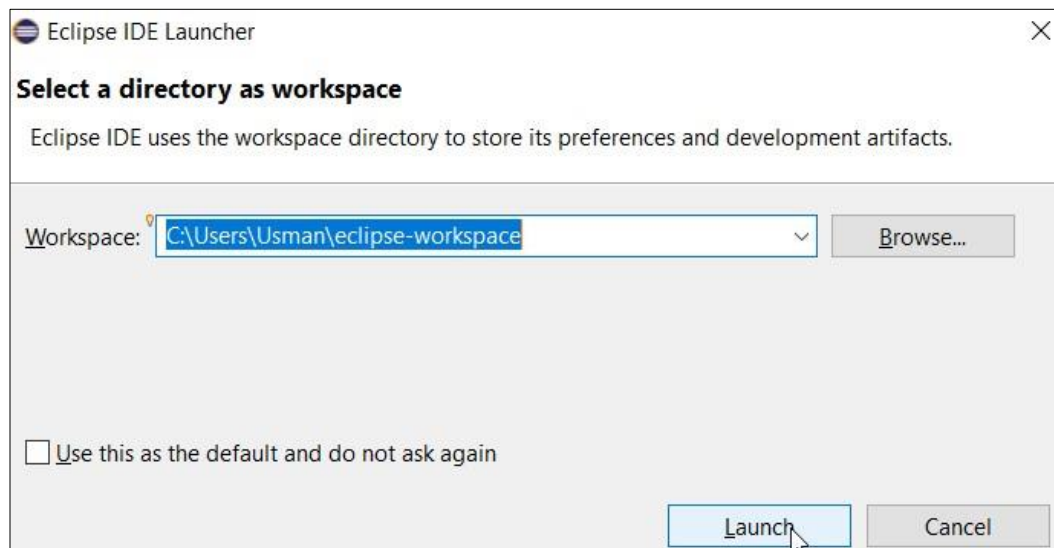 Eclipse IDE Launcher
Select a directory as workspace
Eclipse IDE uses the workspace directory to store its preferences and development artifacts.
Workspace: C:\Users\Usman\eclipse-workspace Browse...
Use this as the default and do not ask again
Launch Cancel